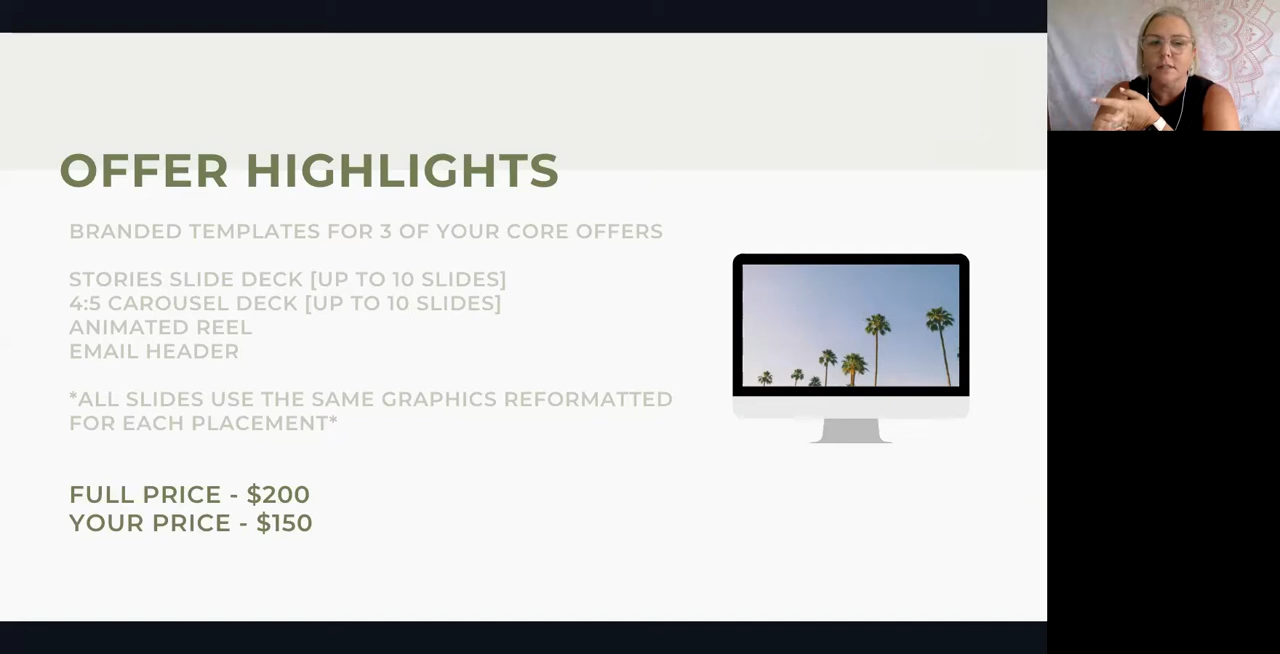 OFFER HIGHLIGHTS
BRANDED TEMPLATES FOR 3 OF YOUR CORE OFFERS
STORIES SLIDE DECK [UP TO 10 SLIDES]
4:5 CAROUSEL DECK [UP TO 10 SLIDES]
ANIMATED REEL
EMAIL HEADER
*ALL SLIDES USE THE SAME GRAPHICS REFORMATTED
FOR EACH PLACEMENT*
FULL PRICE - $200
YOUR PRICE - $150